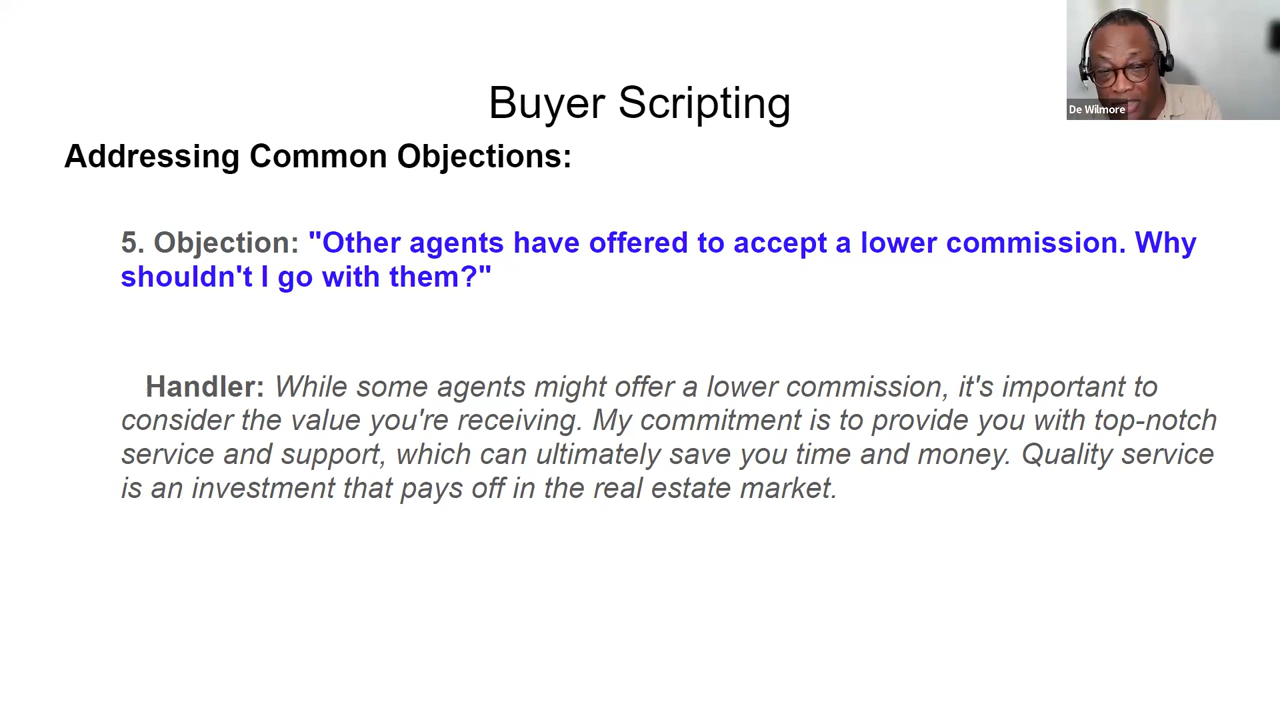 Buyer Scripting
De Wilmore
Addressing Common Objections:
5. Objection: "Other agents have offered to accept a lower commission. Why
shouldn't I go with them?"
Handler: While some agents might offer a lower commission, it's important to
consider the value you're receiving. My commitment is to provide you with top-notch
service and support, which can ultimately save you time and money. Quality service
is an investment that pays off in the real estate market.